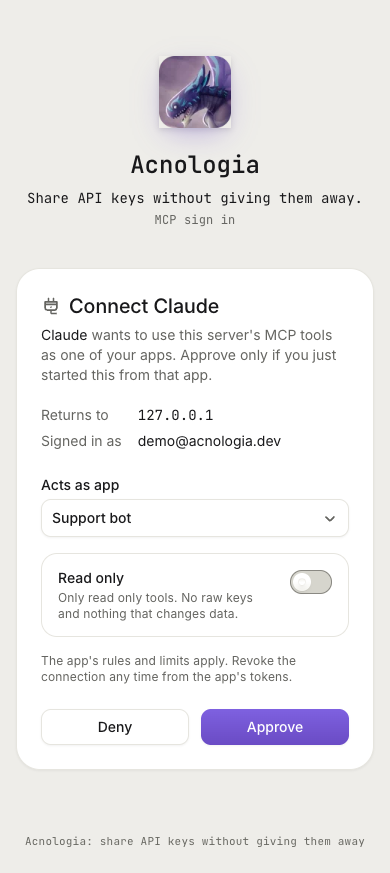 Acnologia
Share API keys without giving them away.
MCP sign in
Connect Claude
Claude wants to use this server's MCP tools
as one of your apps. Approve only if you just
started this from that app.
Returns to 127.0.0.1
Signed in as demo@acnologia.dev
Acts as app
Support bot
Read only
Only read only tools. No raw keys
and nothing that changes data.
The app's rules and limits apply. Revoke the
connection any time from the app's tokens.
Deny Approve
Acnologia: share API keys without giving them away